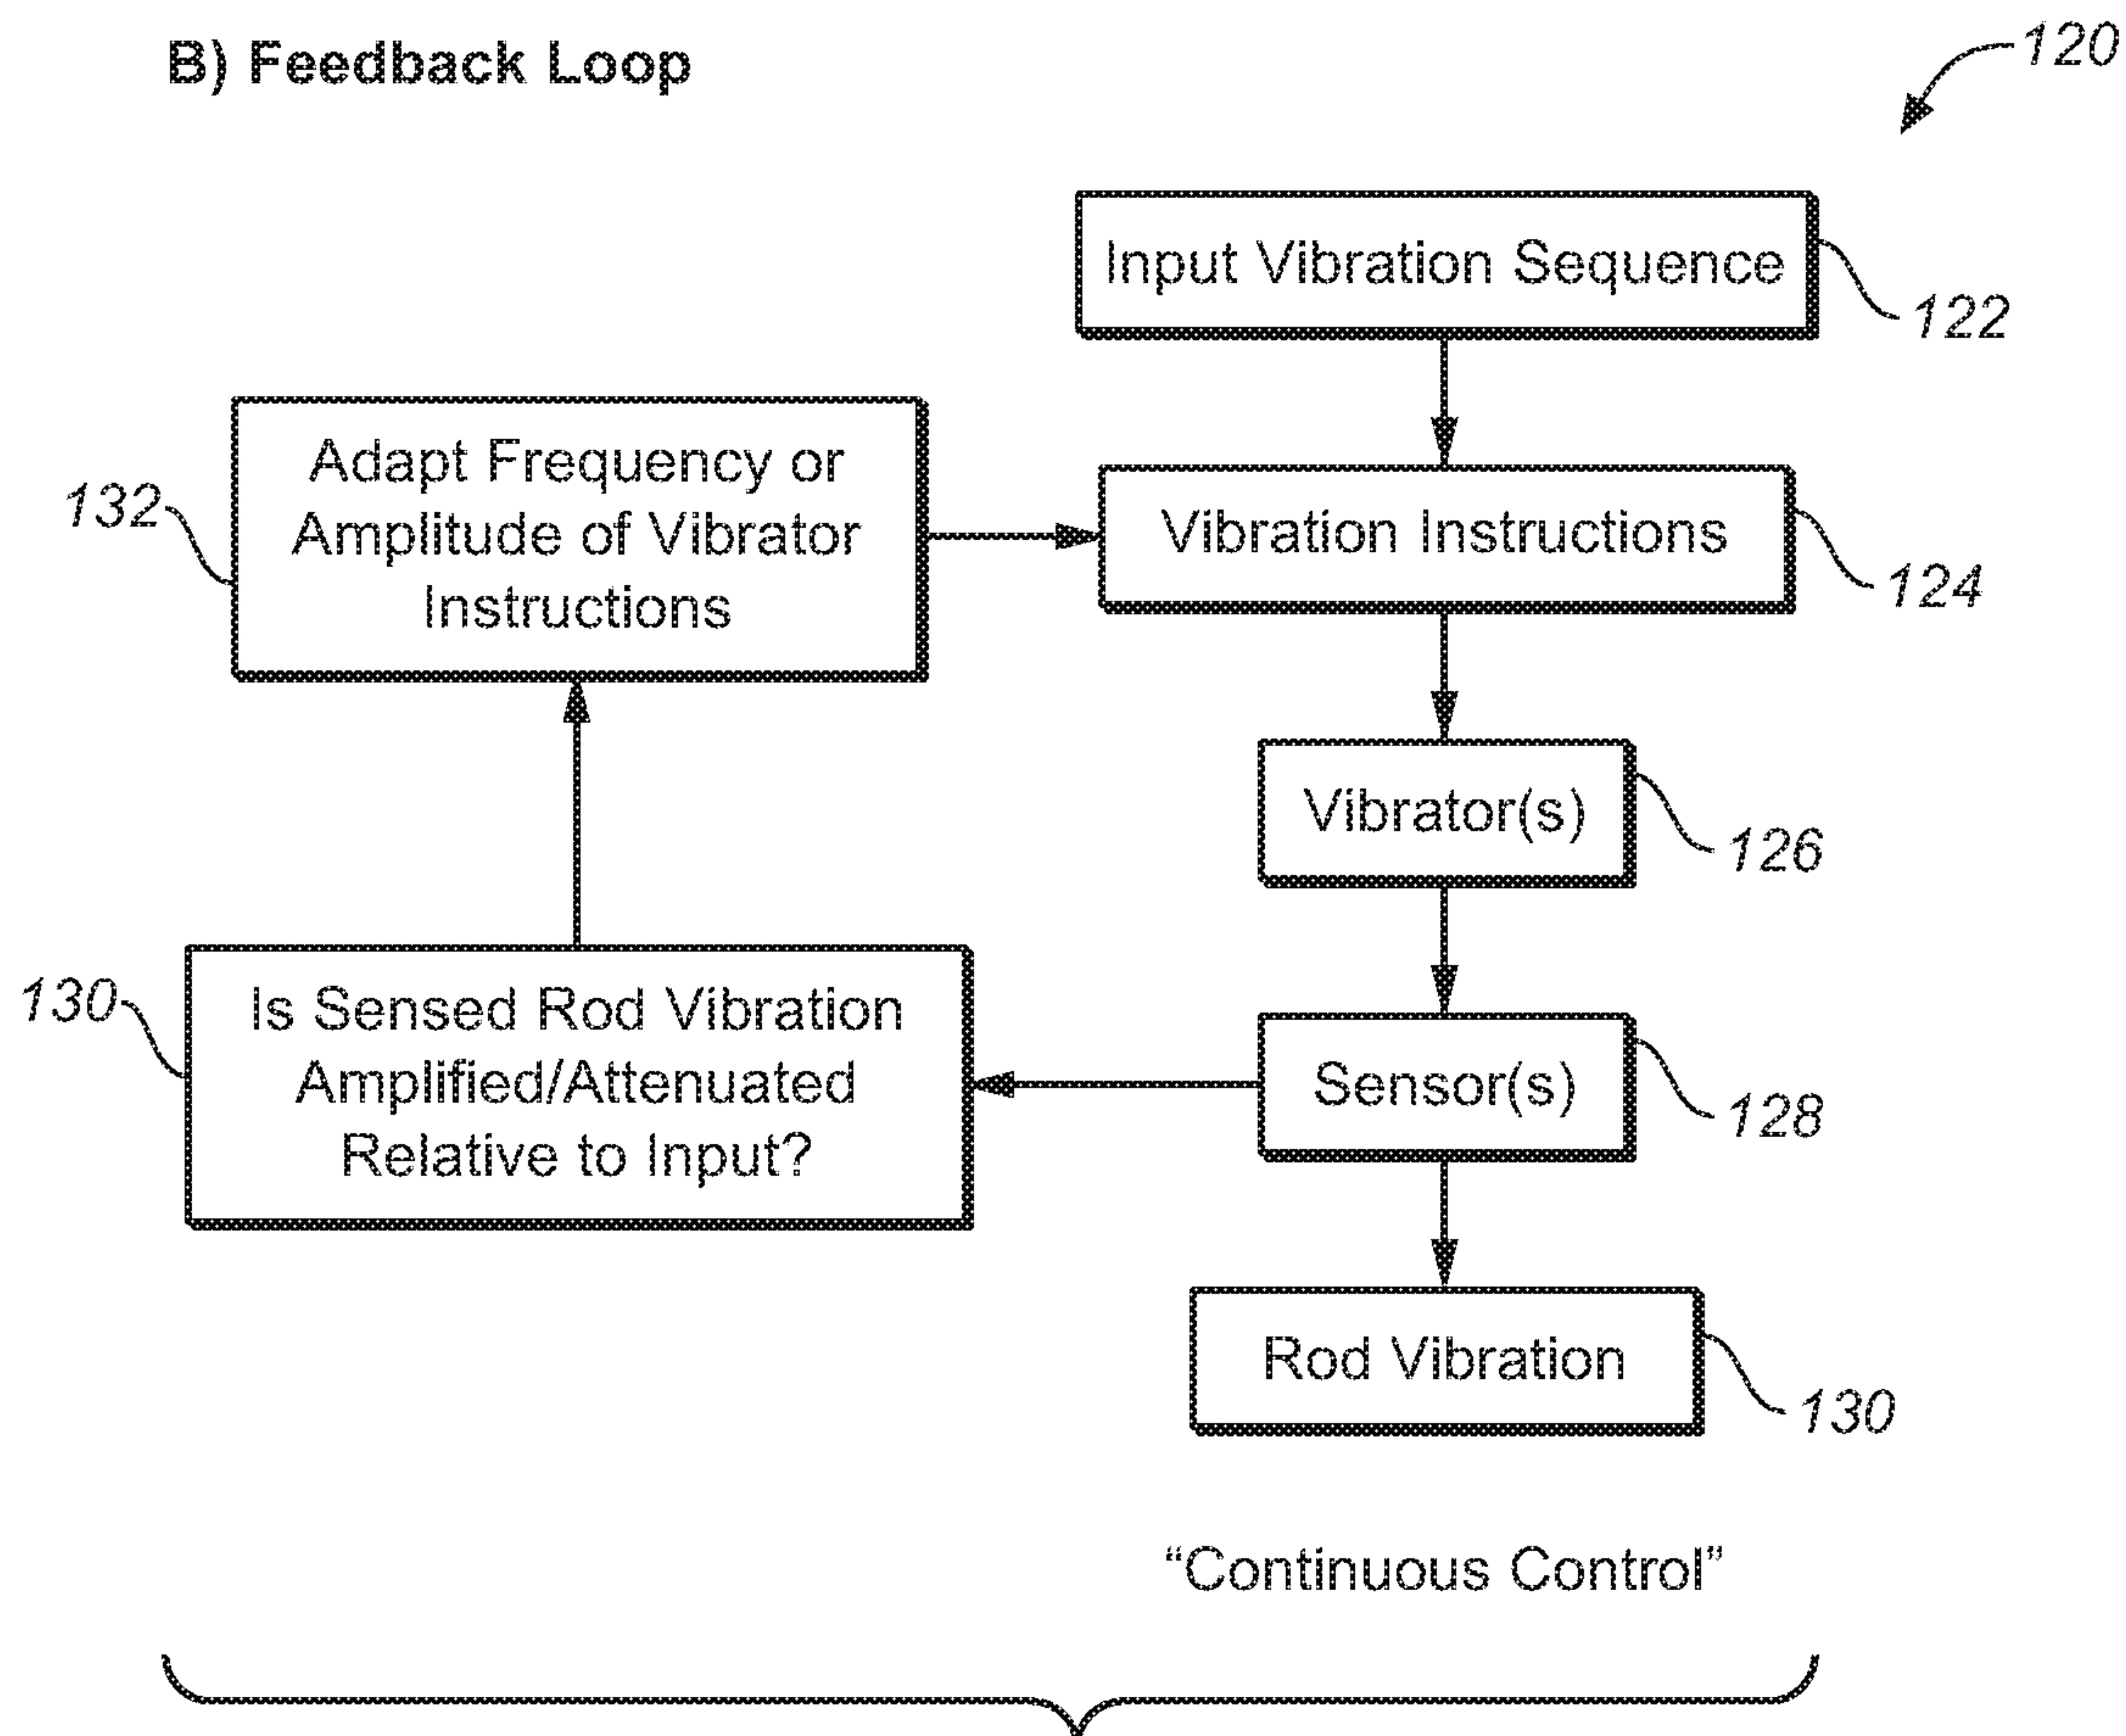 B) Feedback Loop
120
Input Vibration Sequence
122
Adapt Frequency or
Amplitude of Vibrator
Instructions
132
Vibration Instructions
124
Vibrator(s)
126
130
Is Sensed Rod Vibration
Amplified/Attenuated
Relative to Input?
Sensor(s)
128
Rod Vibration
130
“Continuous Control”